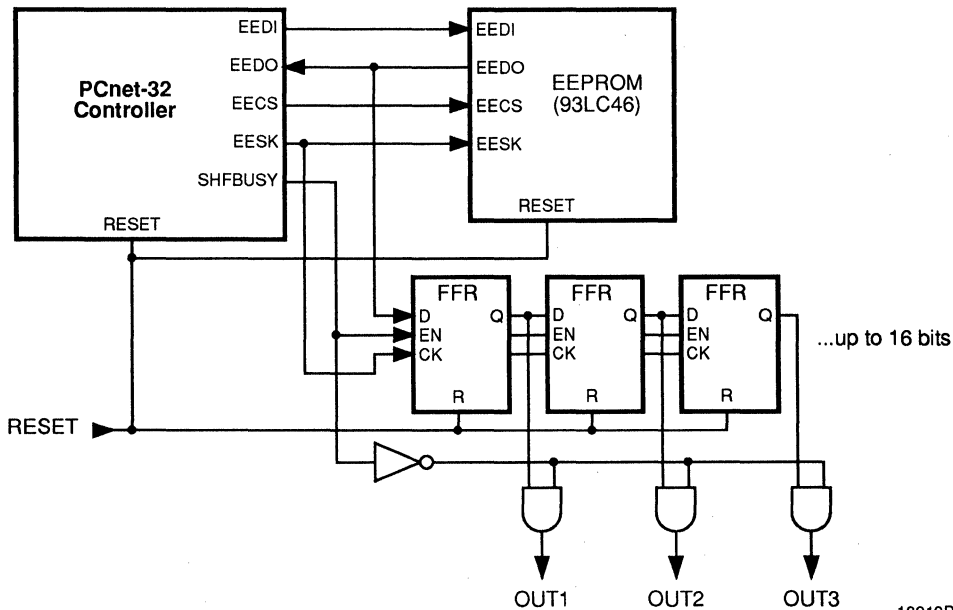 EEDI
EEDO
PCnet-32
Controller
EECS
EESK
SHFBUSY
RESET
EEDI
EEDO
EEPROM
(93LC46)
EECS
EESK
RESET
FFR
D
Q
EN
CK
R
FFR
D
Q
EN
CK
R
FFR
D
Q
EN
CK
R
...up to 16 bits
RESET
OUT1
OUT2
OUT3